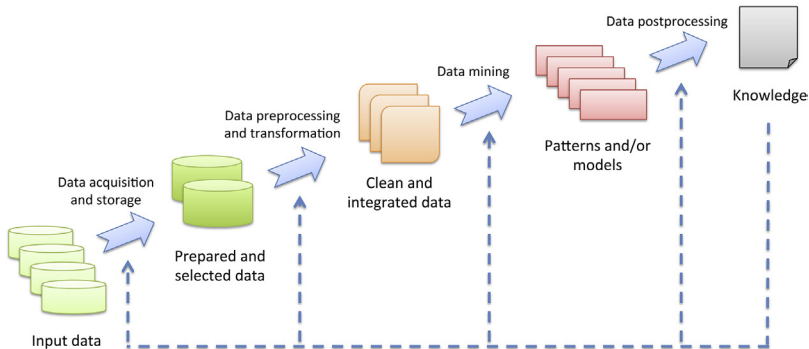 Data postprocessing
Data mining
Knowledge
Data preprocessing
and transformation
Patterns and/or
models
Data acquisition
and storage
Clean and
integrated data
Prepared and
selected data
Input data